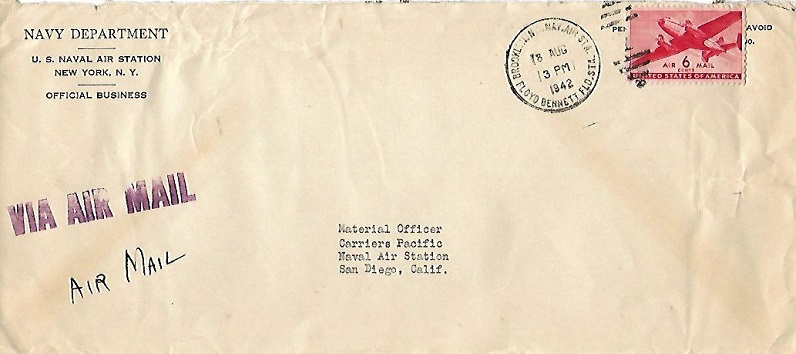 NAVY DEPARTMENT
U. S. NAVAL AIR STATION
NEW YORK, N. Y.
OFFICIAL BUSINESS
18 AUG
3 PM
1942
FLOYD BENNETT FLD. STA.
AVOID
AIR 6 MAIL
CENTS
UNITED STATES OF AMERICA
VIA AIR MAIL
AIR MAIL
Material Officer
Carriers Pacific
Naval Air Station
San Diego, Calif.